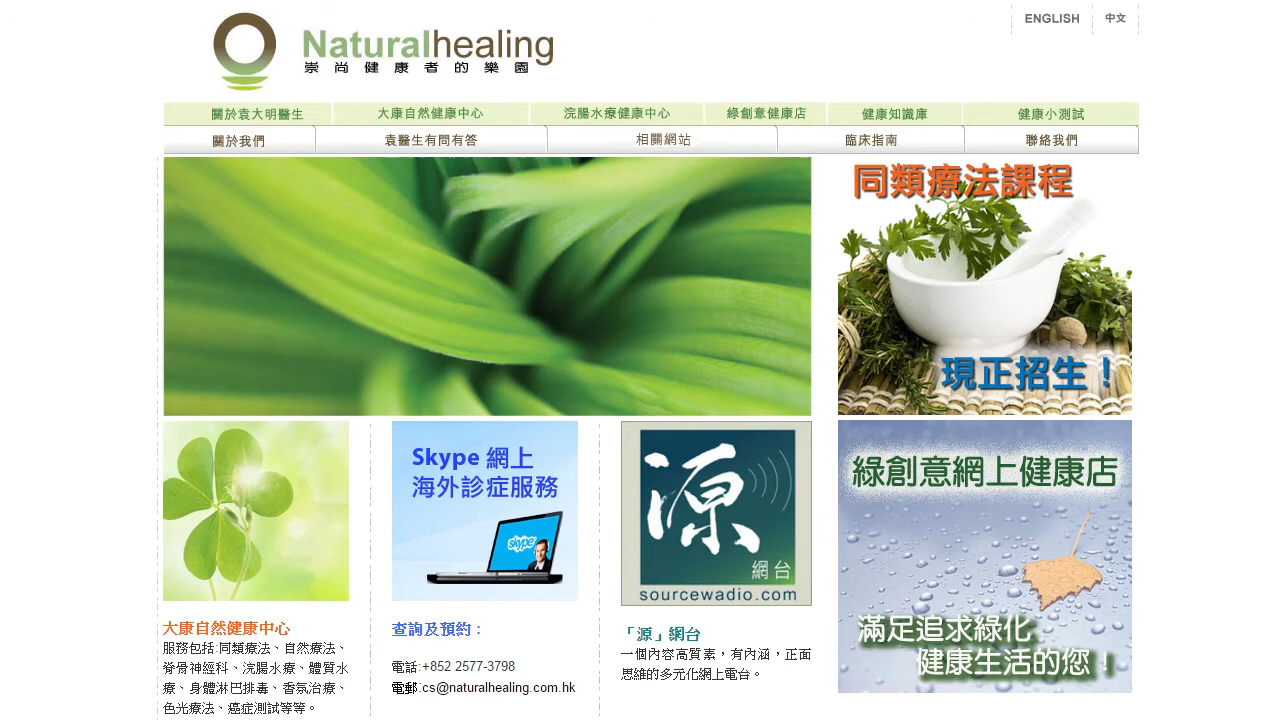 ENGLISH 中文
Naturalhealing
崇尚健康者的樂園
關於袁大明醫生 大康自然健康中心 浣腸水療健康中心 綠創意健康店 健康知識庫 健康小測試
關於我們 袁醫生有問有答 相關網站 臨床指南 聯絡我們
同類療法課程
現正招生！
Skype 網上
海外診症服務
skype
源
網台
sourcewadio.com
綠創意網上健康店
滿足追求綠化
健康生活的您！
大康自然健康中心
服務包括:同類療法、自然療法、
脊骨神經科、浣腸水療、體質水
療、身體淋巴排毒、香氛治療、
色光療法、癌症測試等等。
查詢及預約：
電話:+852 2577-3798
電郵:cs@naturalhealing.com.hk
「源」網台
一個內容高質素，有內涵，正面
思維的多元化網上電台。